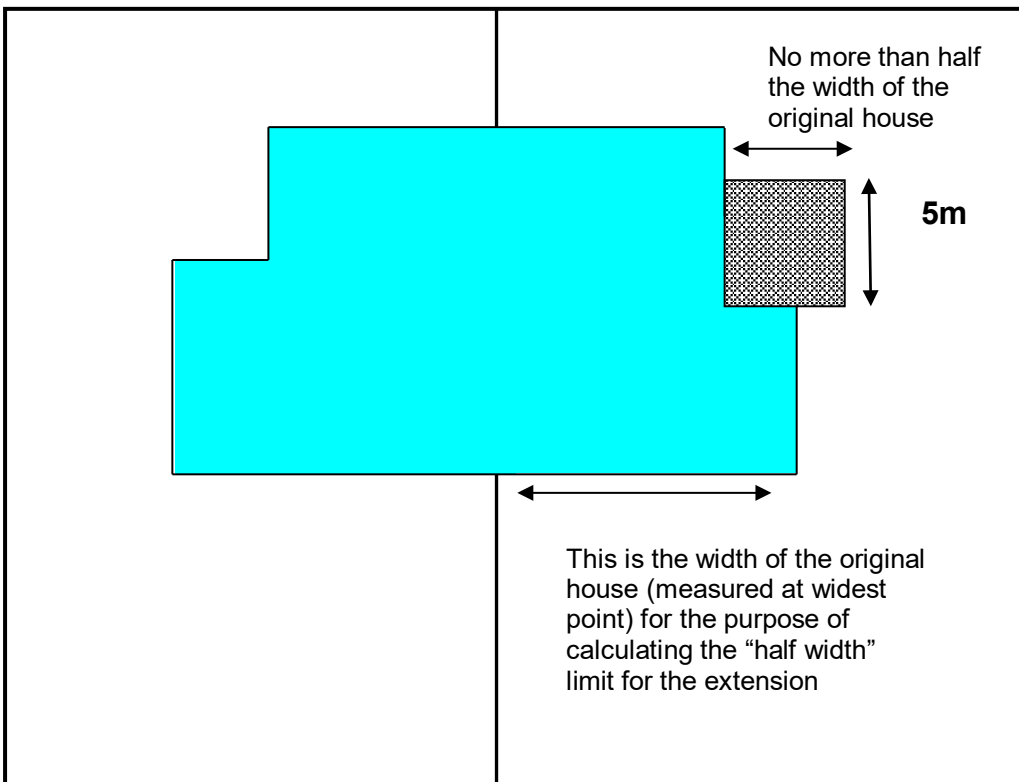 No more than half
the width of the
original house
5m
This is the width of the original
house (measured at widest
point) for the purpose of
calculating the “half width”
limit for the extension